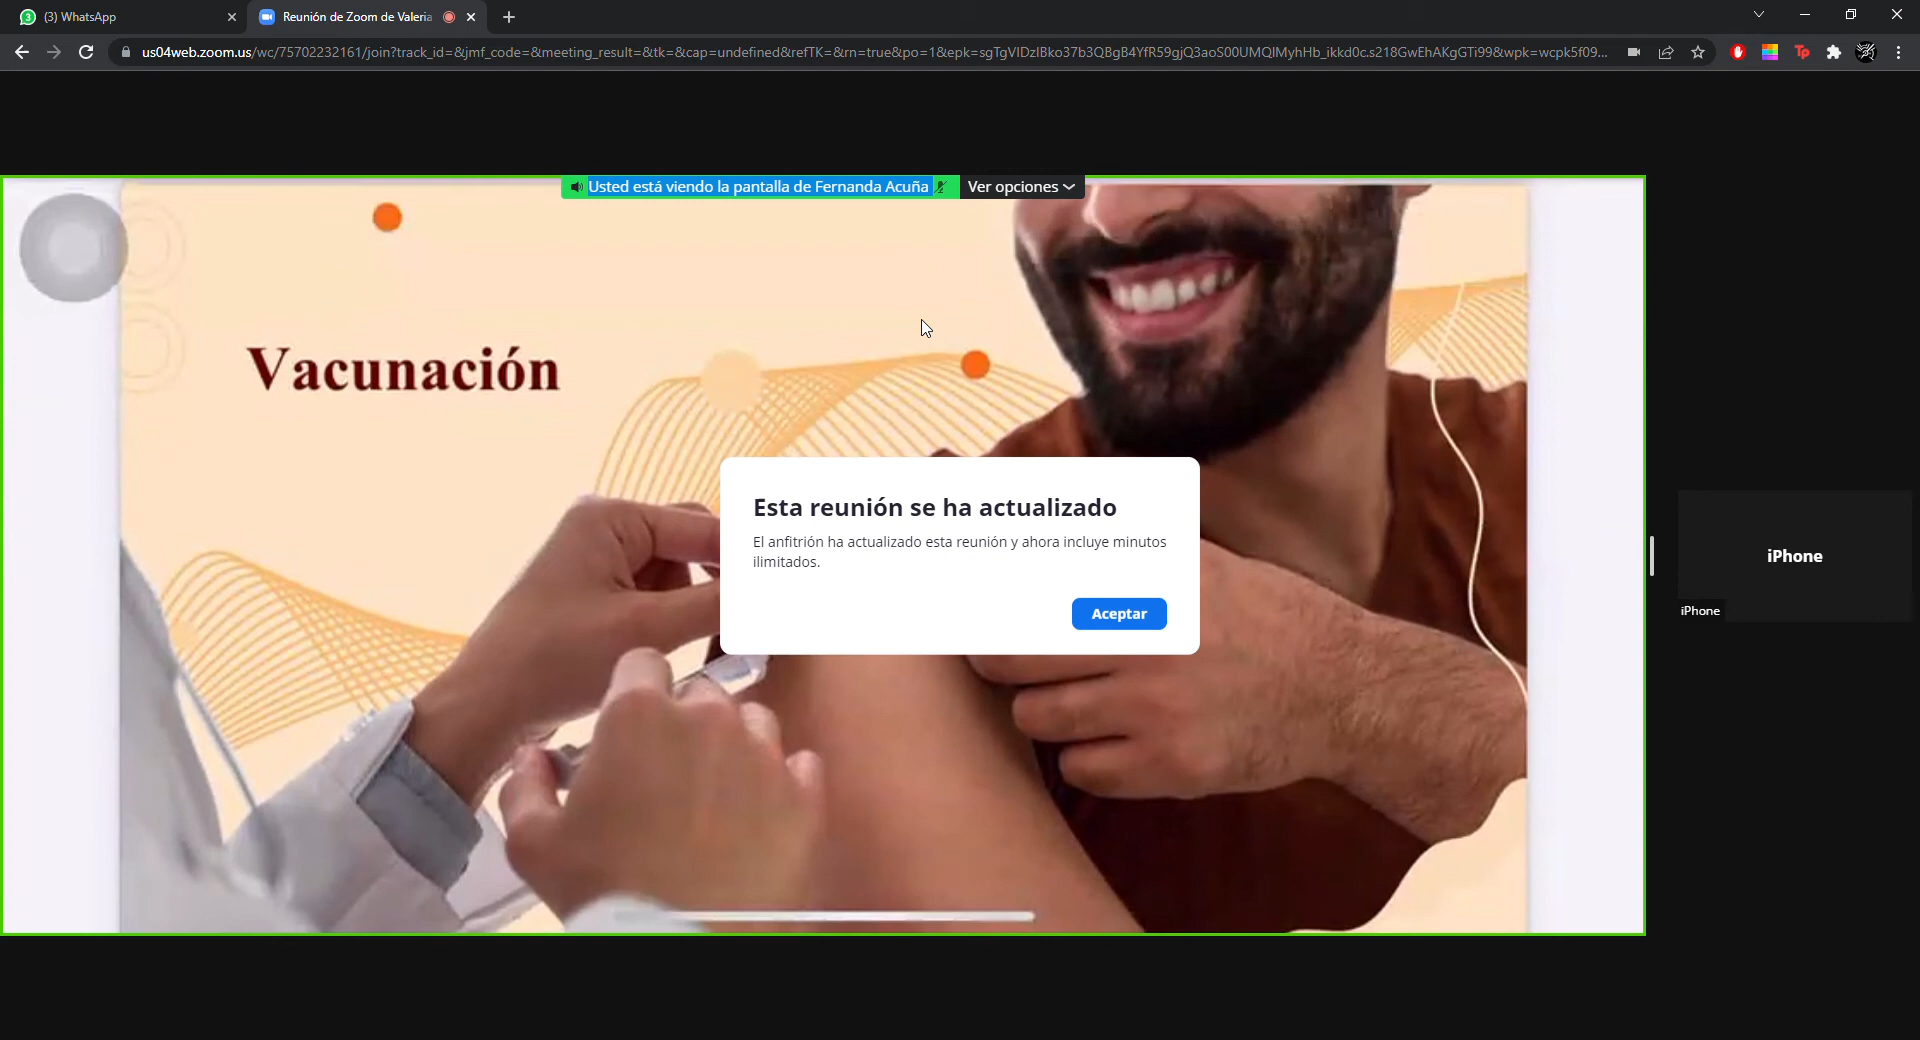 (3) WhatsApp
Reunión de Zoom de Valeria
us04web.zoom.us/wc/75702232161/join?track_id=&jmf_code=&meeting_result=&tk=&cap=undefined&refTK=&rn=true&po=1&epk=sgTgVIDzIBko37b3QBgB4YfR59gjQ3aoS00UMQlMyhHb_ikkd0c.s218GwEhAKgGTi99&wpk=wcpk5f09...
Usted está viendo la pantalla de Fernanda Acuña
Ver opciones
Vacunación
Esta reunión se ha actualizado
El anfitrión ha actualizado esta reunión y ahora incluye minutos
ilimitados.
Aceptar
iPhone
iPhone